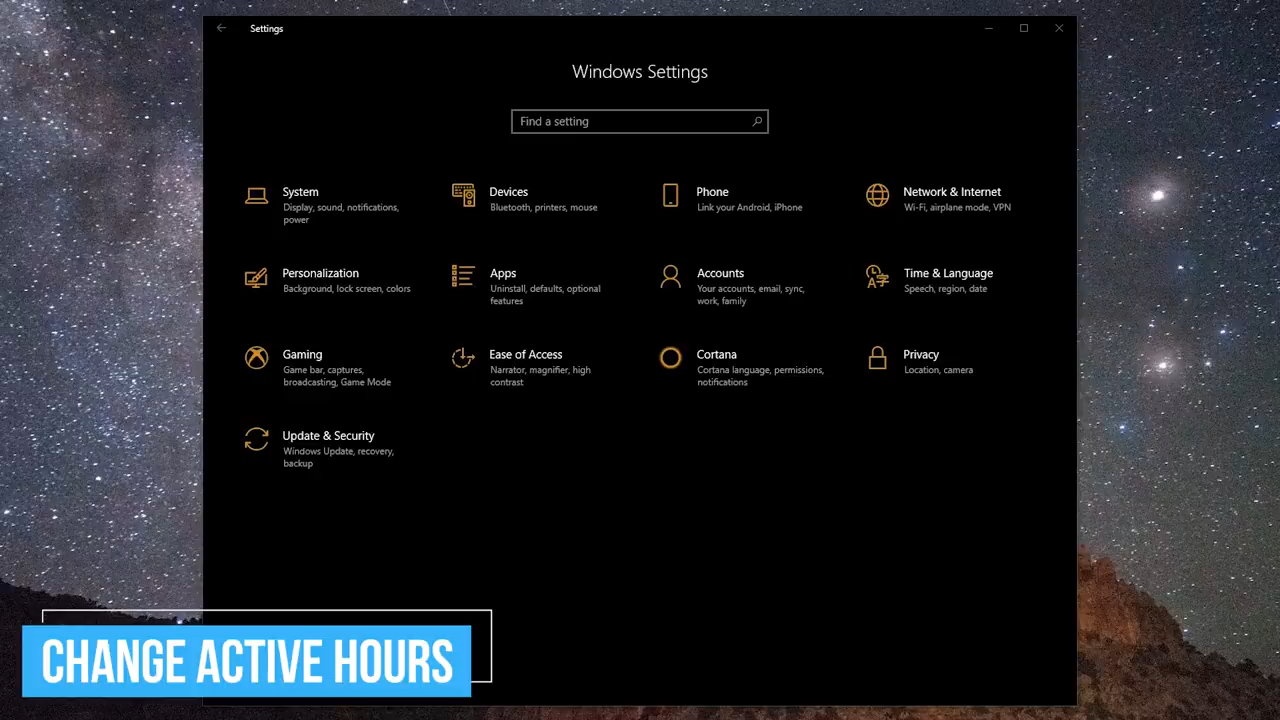 Settings
Windows Settings
Find a setting
System
Display, sound, notifications,
power
Devices
Bluetooth, printers, mouse
Phone
Link your Android, iPhone
Network & Internet
Wi-Fi, airplane mode, VPN
Personalization
Background, lock screen, colors
Apps
Uninstall, defaults, optional
features
Accounts
Your accounts, email, sync,
work, family
Time & Language
Speech, region, date
Gaming
Game bar, captures,
broadcasting, Game Mode
Ease of Access
Narrator, magnifier, high
contrast
Cortana
Cortana language, permissions,
notifications
Privacy
Location, camera
Update & Security
Windows Update, recovery,
backup
CHANGE ACTIVE HOURS